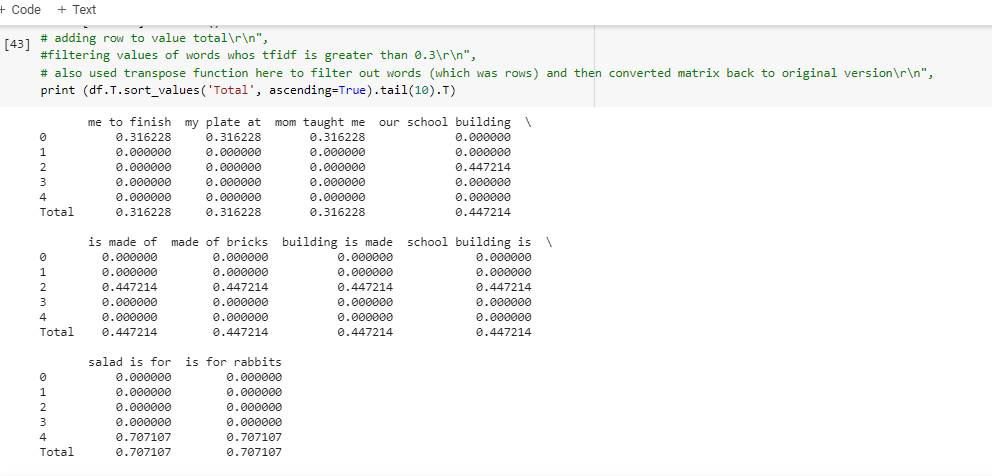 + Code + Text
[43] # adding row to value total\r\n",
#filtering values of words whos tfidf is greater than 0.3\r\n",
# also used transpose function here to filter out words (which was rows) and then converted matrix back to original version\r\n",
print (df.T.sort_values('Total', ascending=True).tail(10).T)
me to finish my plate at mom taught me our school building \
0 0.316228 0.316228 0.316228 0.000000
1 0.000000 0.000000 0.000000 0.000000
2 0.000000 0.000000 0.000000 0.447214
3 0.000000 0.000000 0.000000 0.000000
4 0.000000 0.000000 0.000000 0.000000
Total 0.316228 0.316228 0.316228 0.447214
is made of made of bricks building is made school building is \
0 0.000000 0.000000 0.000000 0.000000
1 0.000000 0.000000 0.000000 0.000000
2 0.447214 0.447214 0.447214 0.447214
3 0.000000 0.000000 0.000000 0.000000
4 0.000000 0.000000 0.000000 0.000000
Total 0.447214 0.447214 0.447214 0.447214
salad is for is for rabbits
0 0.000000 0.000000
1 0.000000 0.000000
2 0.000000 0.000000
3 0.000000 0.000000
4 0.707107 0.707107
Total 0.707107 0.707107